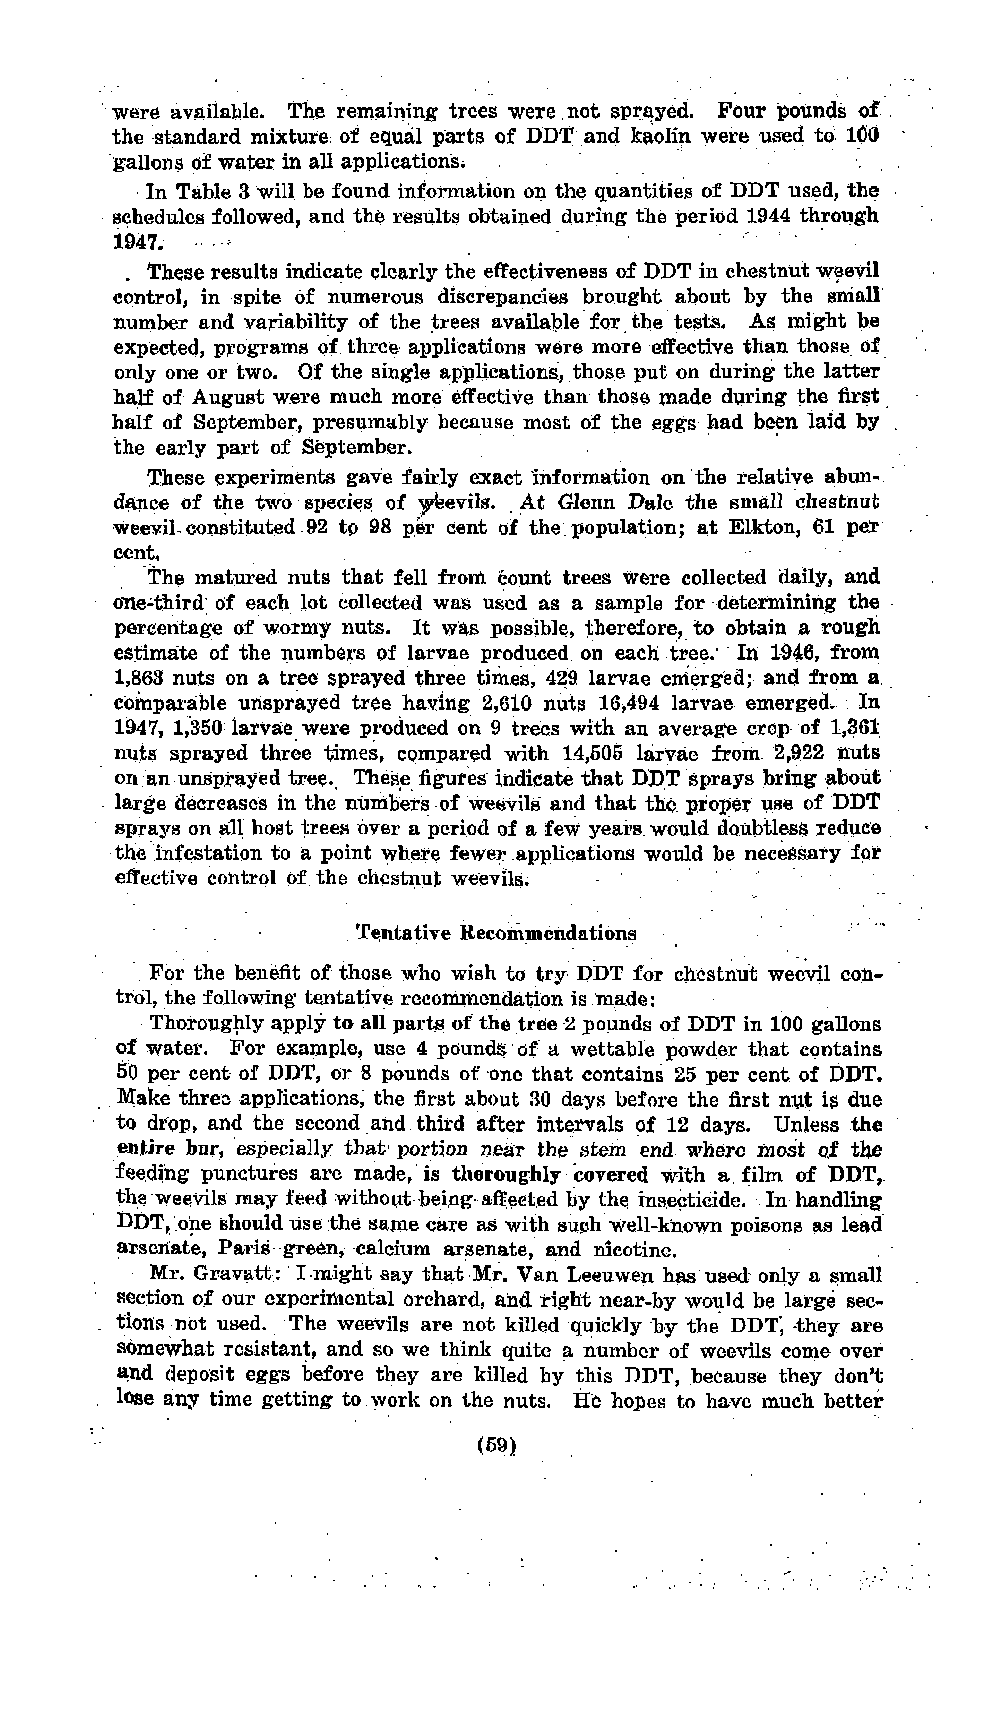 were available. The remaining trees were not sprayed. Four pounds of
the standard mixture of equal parts of DDT and kaolin were used to 100
gallons of water in all applications.
In Table 3 will be found information on the quantities of DDT used, the
schedules followed, and the results obtained during the period 1944 through
1947.
These results indicate clearly the effectiveness of DDT in chestnut weevil
control, in spite of numerous discrepancies brought about by the small
number and variability of the trees available for the tests. As might be
expected, programs of three applications were more effective than those of
only one or two. Of the single applications, those put on during the latter
half of August were much more effective than those made during the first
half of September, presumably because most of the eggs had been laid by
the early part of September.
These experiments gave fairly exact information on the relative abun-
dance of the two species of weevils. At Glenn Dale the small chestnut
weevil constituted 92 to 98 per cent of the population; at Elkton, 61 per
cent.
The matured nuts that fell from count trees were collected daily, and
one-third of each lot collected was used as a sample for determining the
percentage of wormy nuts. It was possible, therefore, to obtain a rough
estimate of the numbers of larvae produced on each tree. In 1946, from
1,863 nuts on a tree sprayed three times, 429 larvae emerged; and from a
comparable unsprayed tree having 2,610 nuts 16,494 larvae emerged. In
1947, 1,350 larvae were produced on 9 trees with an average crop of 1,361
nuts sprayed three times, compared with 14,505 larvae from 2,922 nuts
on an unsprayed tree. These figures indicate that DDT sprays bring about
large decreases in the numbers of weevils and that the proper use of DDT
sprays on all host trees over a period of a few years would doubtless reduce
the infestation to a point where fewer applications would be necessary for
effective control of the chestnut weevils.
Tentative Recommendations
For the benefit of those who wish to try DDT for chestnut weevil con-
trol, the following tentative recommendation is made:
Thoroughly apply to all parts of the tree 2 pounds of DDT in 100 gallons
of water. For example, use 4 pounds of a wettable powder that contains
50 per cent of DDT, or 8 pounds of one that contains 25 per cent of DDT.
Make three applications, the first about 30 days before the first nut is due
to drop, and the second and third after intervals of 12 days. Unless the
entire bur, especially that portion near the stem end where most of the
feeding punctures are made, is thoroughly covered with a film of DDT,
the weevils may feed without being affected by the insecticide. In handling
DDT, one should use the same care as with such well-known poisons as lead
arsenate, Paris green, calcium arsenate, and nicotine.
Mr. Gravatt: I might say that Mr. Van Leeuwen has used only a small
section of our experimental orchard, and right near-by would be large sec-
tions not used. The weevils are not killed quickly by the DDT, they are
somewhat resistant, and so we think quite a number of weevils come over
and deposit eggs before they are killed by this DDT, because they don't
lose any time getting to work on the nuts. He hopes to have much better
(59)